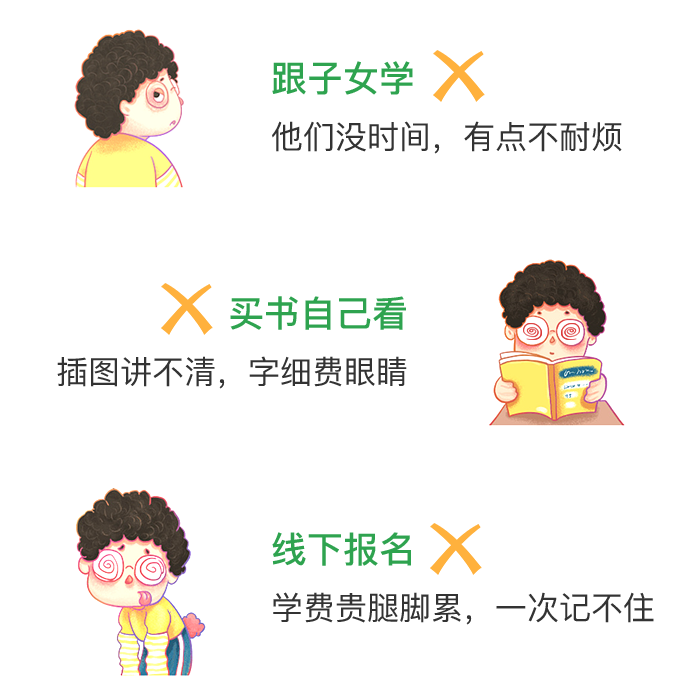 跟子女学
他们没时间，有点不耐烦
买书自己看
插图讲不清，字细费眼睛
线下报名
学费贵腿脚累，一次记不住